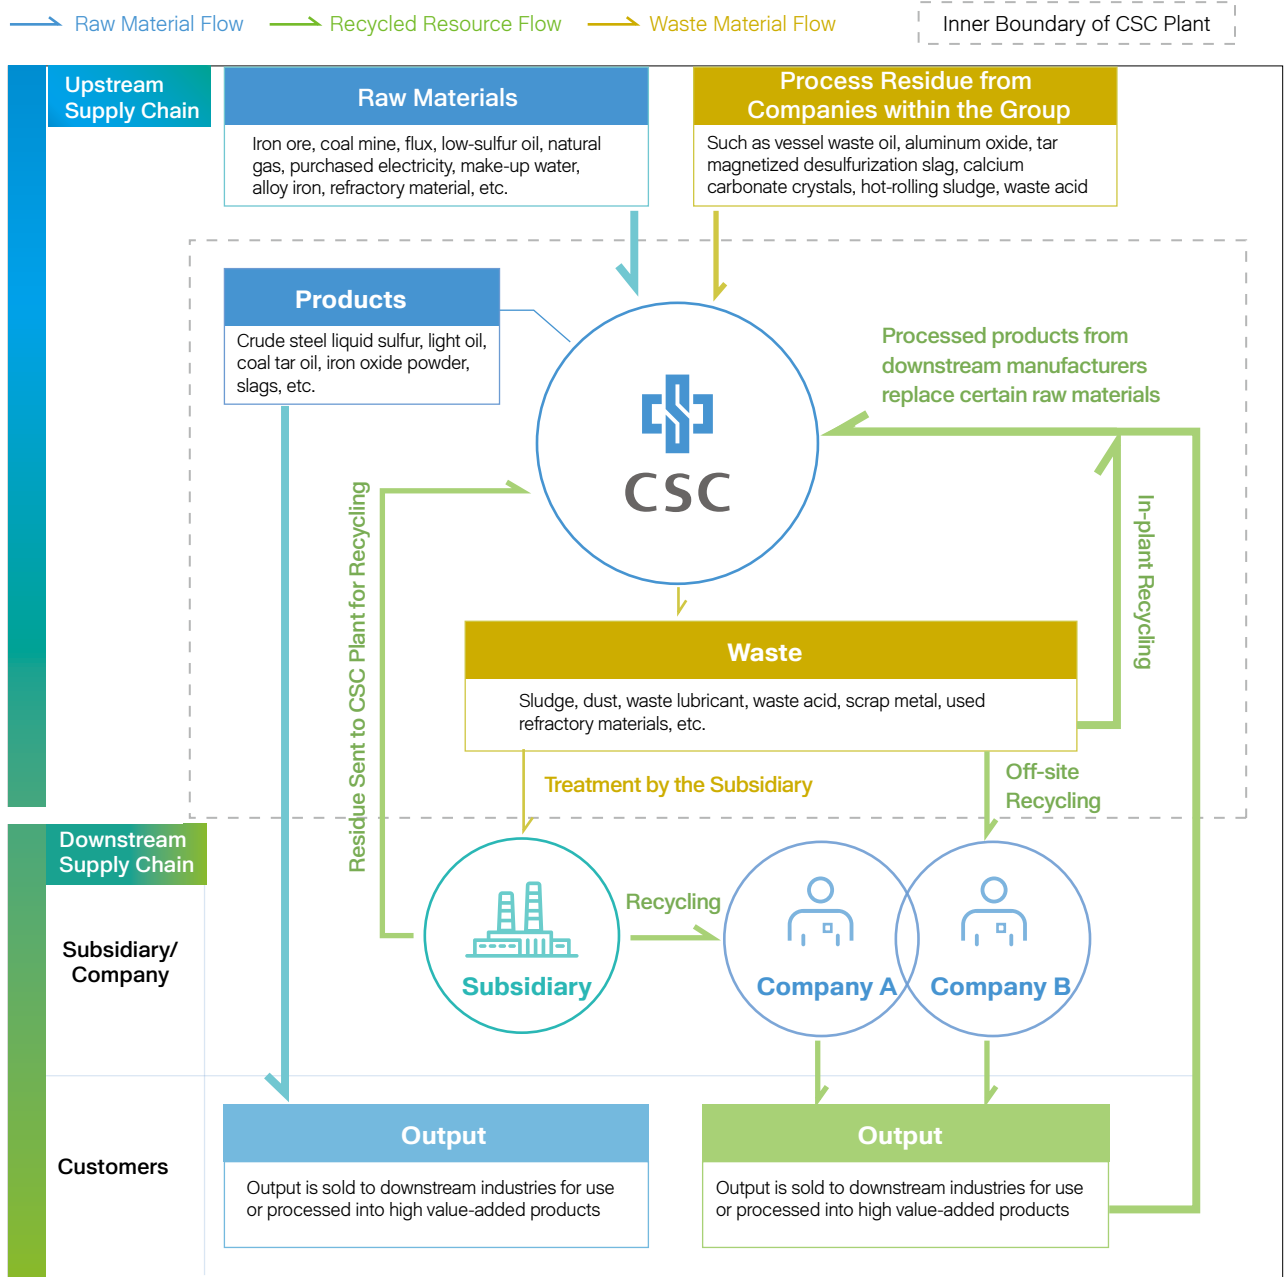 Raw Material Flow
Recycled Resource Flow
Waste Material Flow
Inner Boundary of CSC Plant
Upstream
Supply Chain
Raw Materials
Iron ore, coal mine, flux, low-sulfur oil, natural
gas, purchased electricity, make-up water,
alloy iron, refractory material, etc.
Process Residue from
Companies within the Group
Such as vessel waste oil, aluminum oxide, tar
magnetized desulfurization slag, calcium
carbonate crystals, hot-rolling sludge, waste acid
Products
Crude steel liquid sulfur, light oil,
coal tar oil, iron oxide powder,
slags, etc.
CSC
Processed products from
downstream manufacturers
replace certain raw materials
Residue Sent to CSC Plant for Recycling
In-plant Recycling
Waste
Sludge, dust, waste lubricant, waste acid, scrap metal, used
refractory materials, etc.
Treatment by the Subsidiary
Off-site
Recycling
Downstream
Supply Chain
Subsidiary/
Company
Subsidiary
Recycling
Company A
Company B
Customers
Output
Output is sold to downstream industries for use
or processed into high value-added products
Output
Output is sold to downstream industries for use
or processed into high value-added products